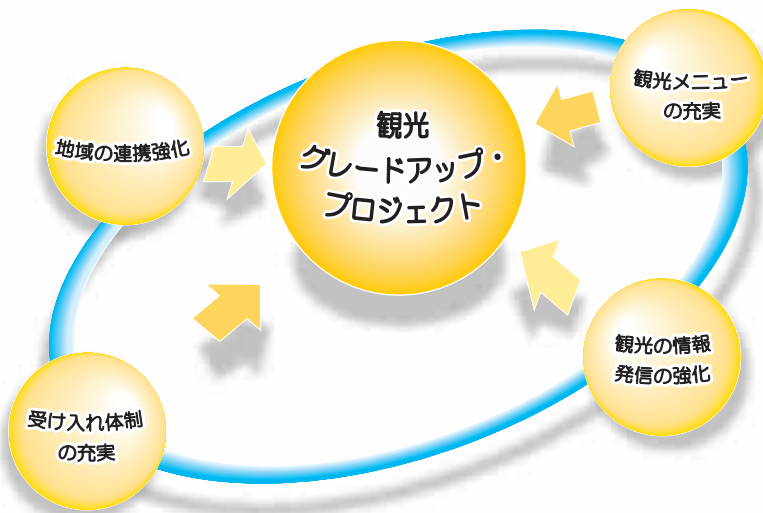 観光
グレードアップ・
プロジェクト
地域の連携強化
観光メニュー
の充実
受け入れ体制
の充実
観光の情報
発信の強化